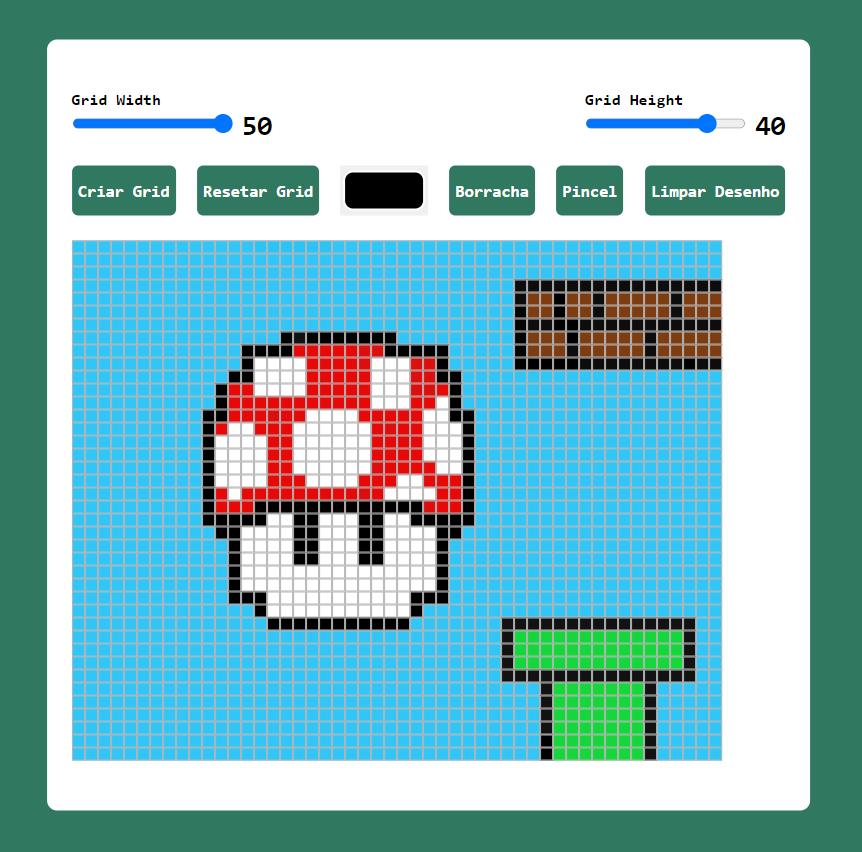 Grid Width
50
Grid Height
40
Criar Grid
Resetar Grid
Borracha
Pincel
Limpar Desenho